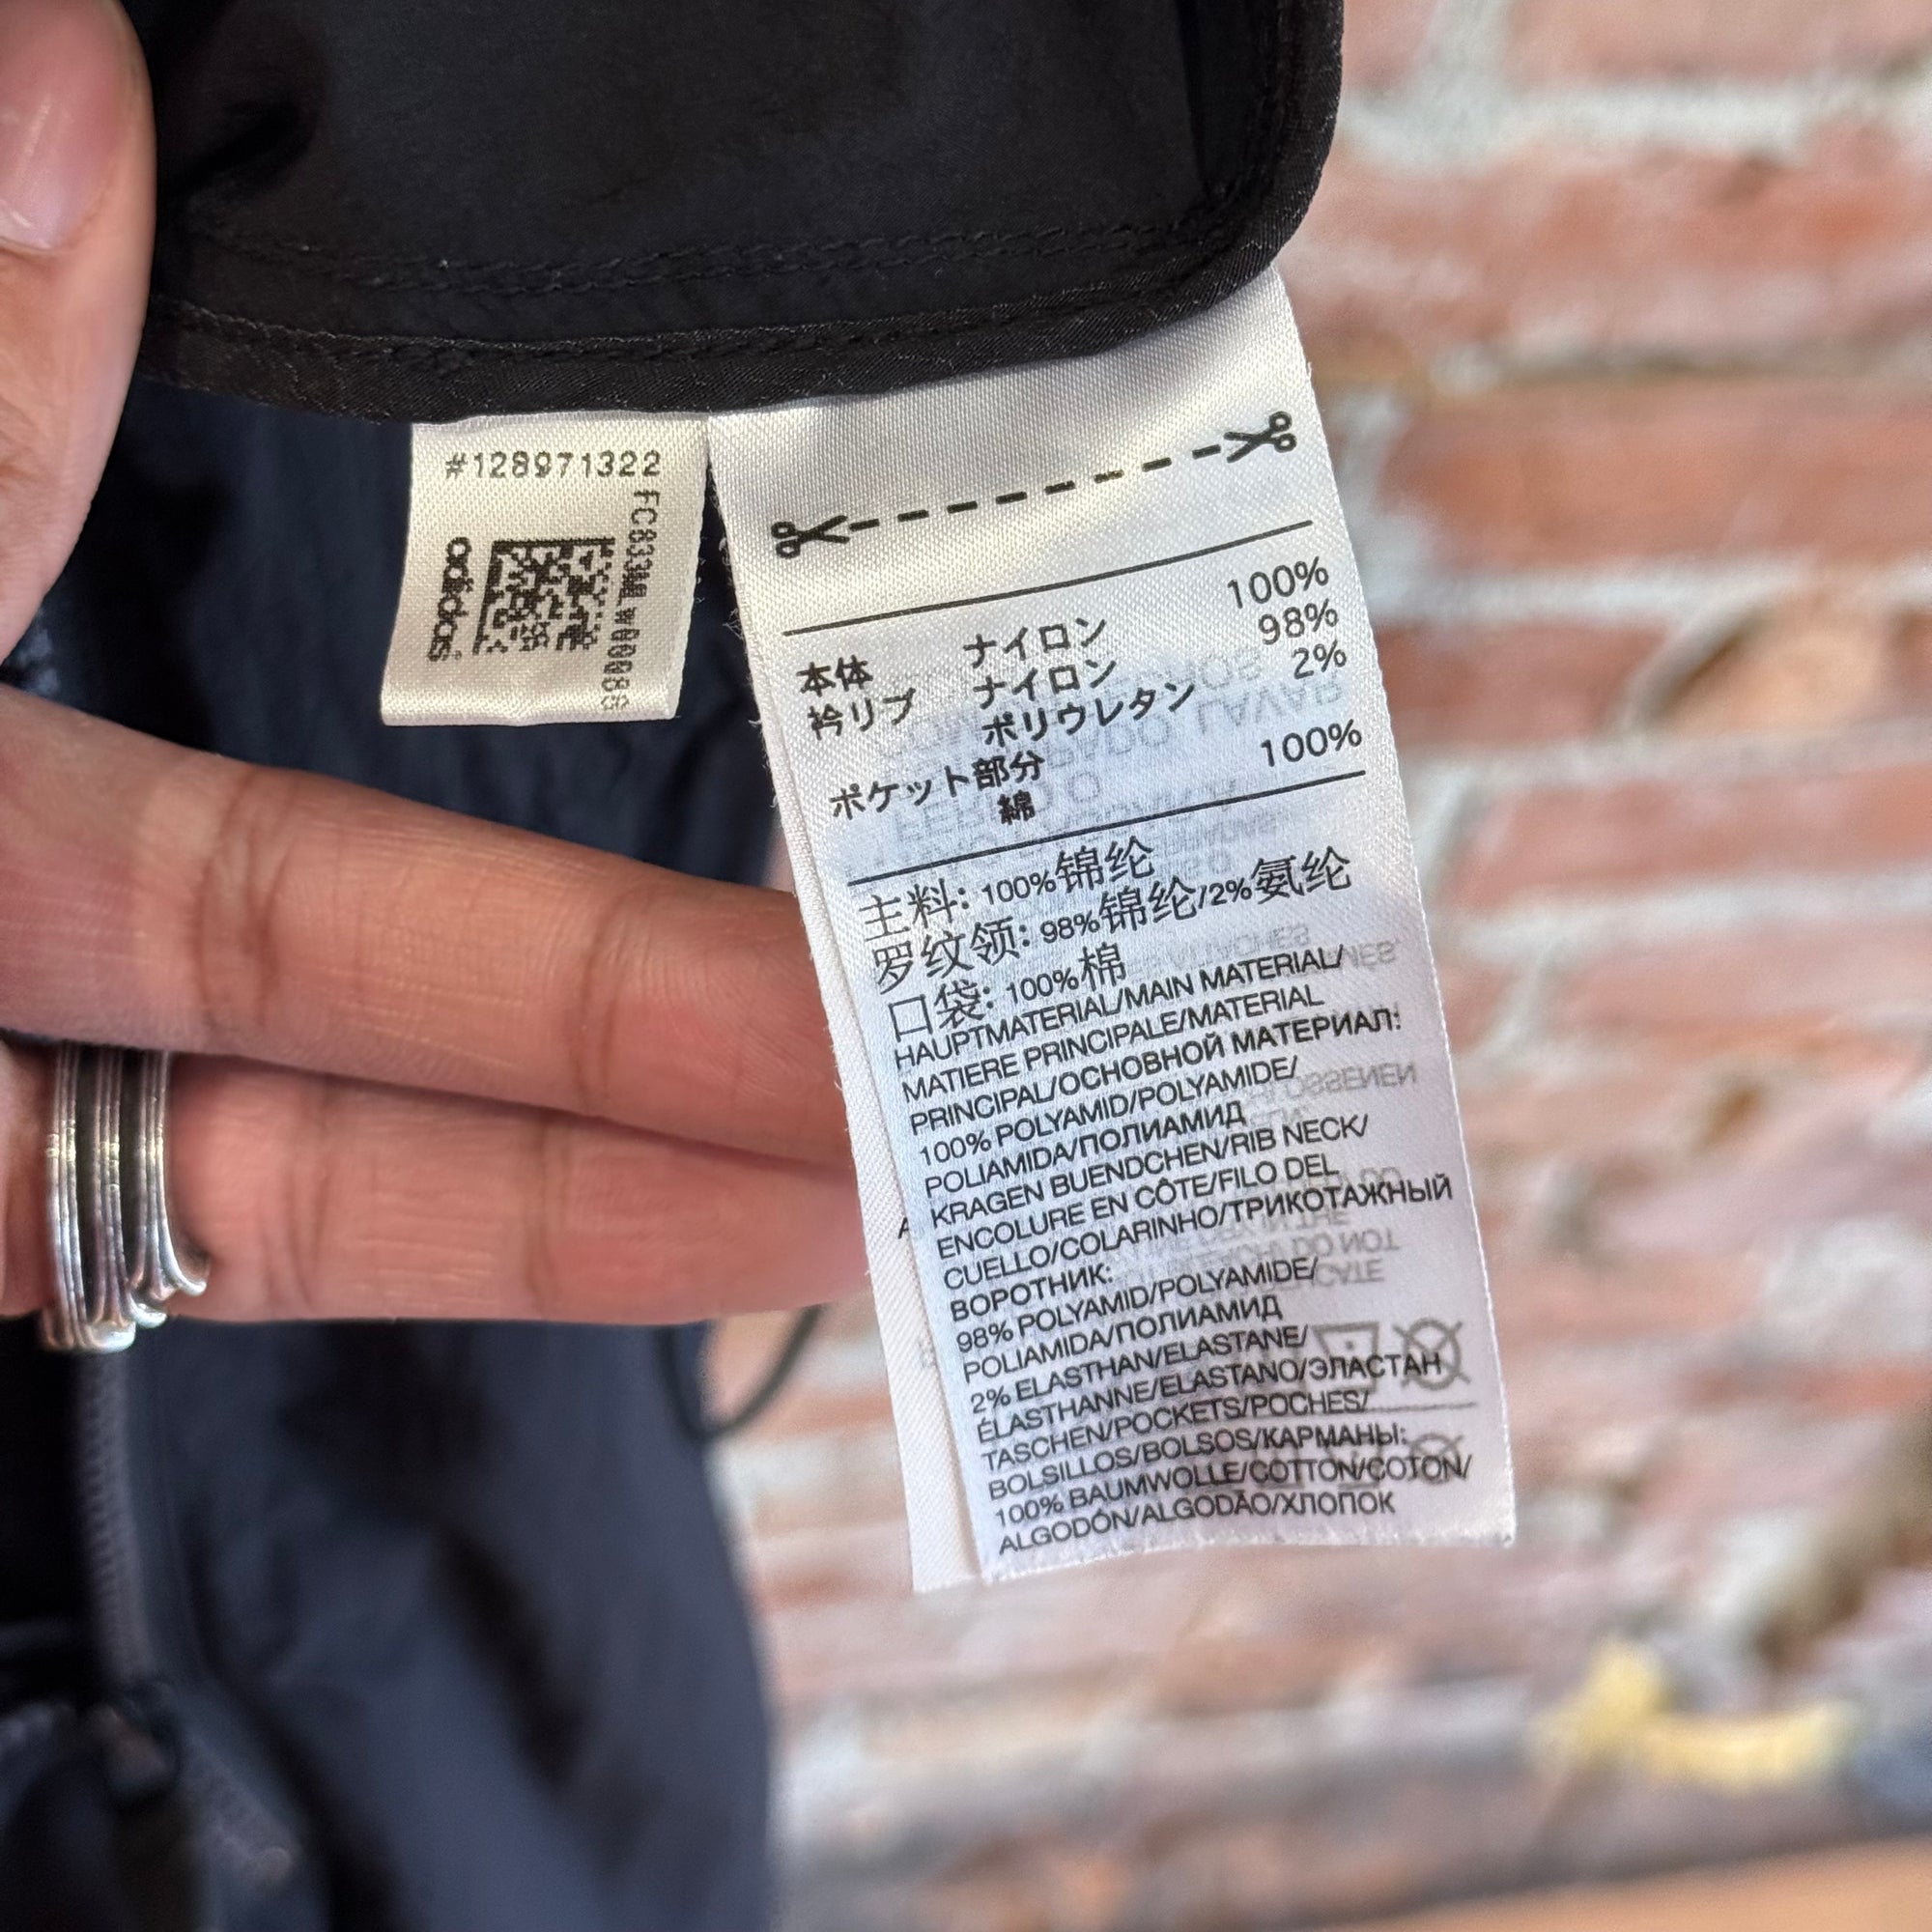 #128971322
adidas
100%
本体 ナイロン 98%
衿リブ ナイロン 2%
ポリウレタン
ポケット部分 100%
綿
主料: 100%锦纶
罗纹领: 98%锦纶/2%氨纶
口袋: 100%棉
HAUPTMATERIAL/MAIN MATERIAL/
MATIERE PRINCIPALE/MATERIAL
PRINCIPAL/ОСНОВНОЙ МАТЕРИАЛ:
100% POLYAMID/POLYAMIDE/
POLIAMIDA/ПОЛИАМИД
KRAGEN BUENDCHEN/RIB NECK/
ENCOLURE EN CÔTE/FILO DEL
CUELLO/COLARINHO/ТРИКОТАЖНЫЙ
ВОРОТНИК:
98% POLYAMID/POLYAMIDE/
POLIAMIDA/ПОЛИАМИД
2% ELASTHAN/ELASTANE/
ÉLASTHANNE/ELASTANO/ЭЛАСТАН
TASCHEN/POCKETS/POCHES/
BOLSILLOS/BOLSOS/КАРМАНЫ:
100% BAUMWOLLE/COTTON/COTON/
ALGODÓN/ALGODÃO/ХЛОПОК